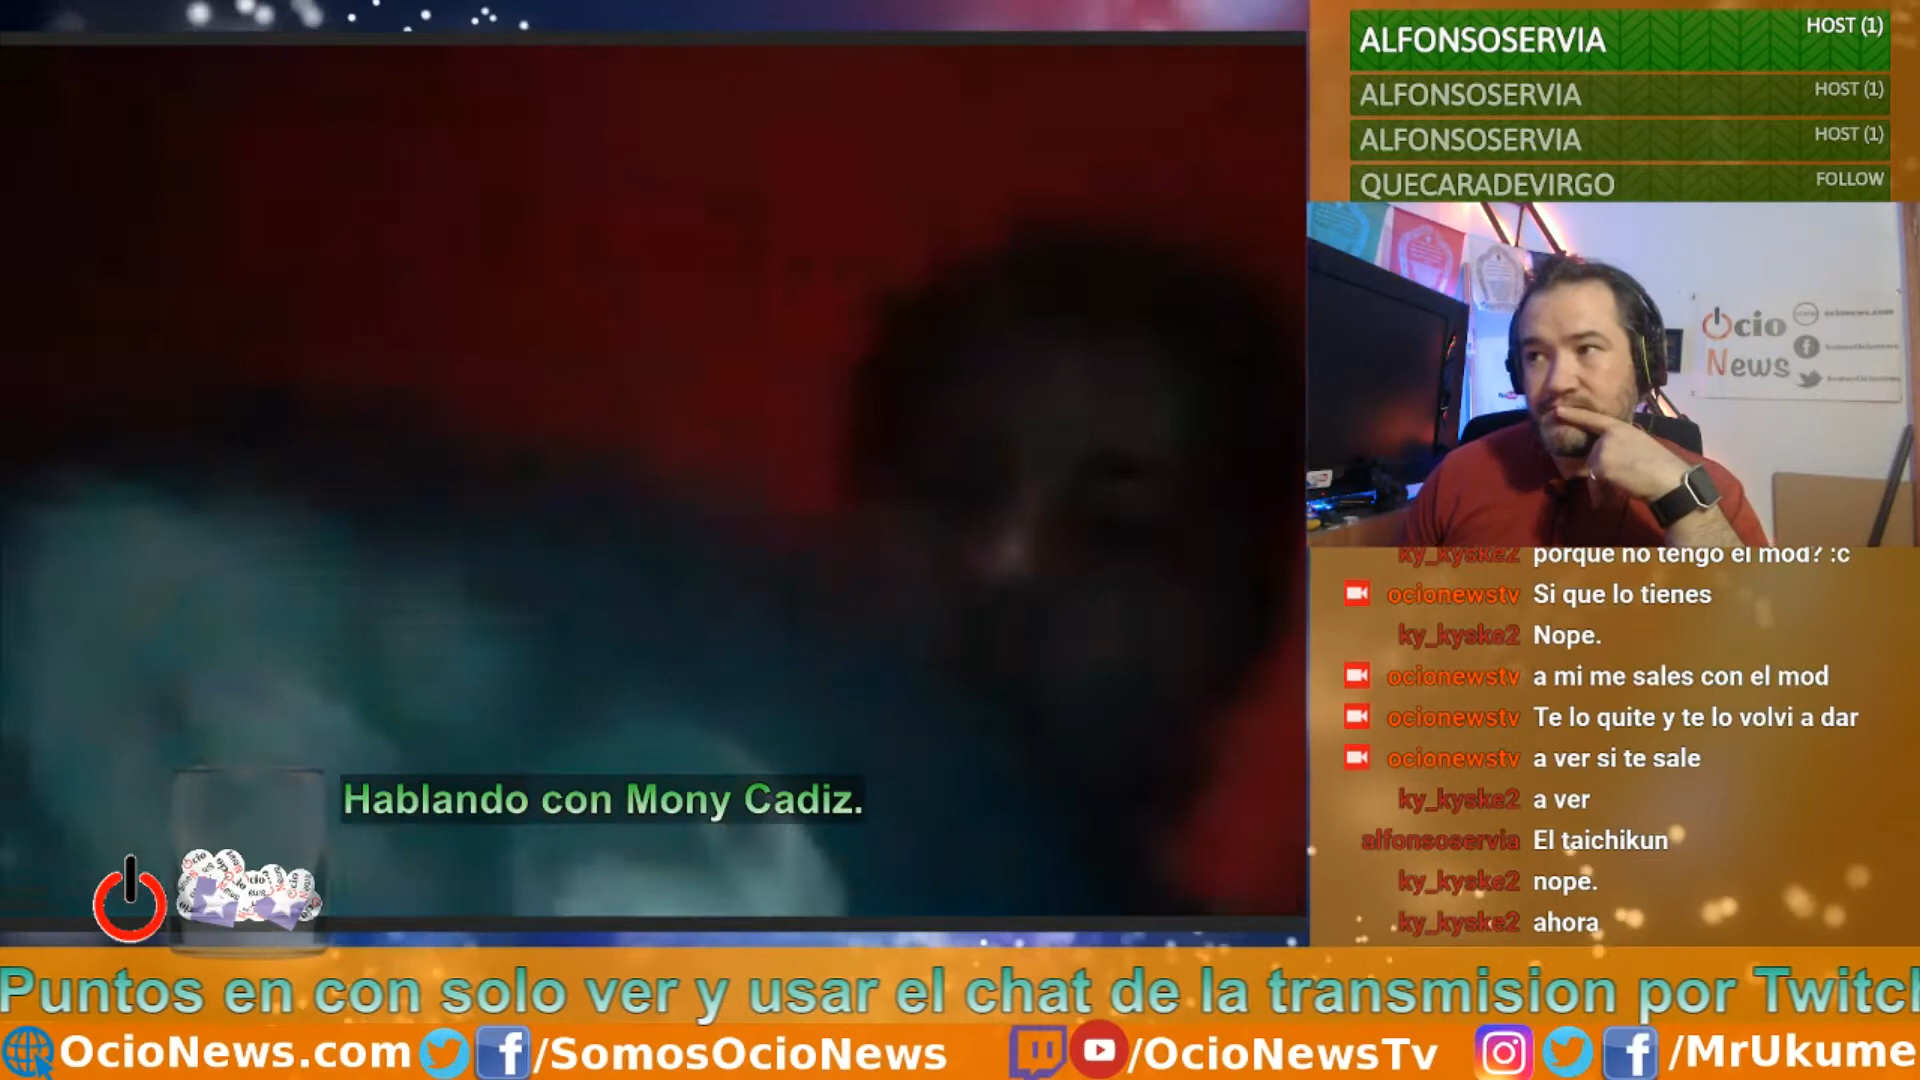 ALFONSOSERVIA HOST (1)
ALFONSOSERVIA HOST (1)
ALFONSOSERVIA HOST (1)
QUECARADEVIRGO FOLLOW
Ocio
News
ky_kyske2 porque no tengo el mod? :c
ocionewstv Si que lo tienes
ky_kyske2 Nope.
ocionewstv a mi me sales con el mod
ocionewstv Te lo quite y te lo volvi a dar
ocionewstv a ver si te sale
ky_kyske2 a ver
alfonsoservia El taichikun
ky_kyske2 nope.
ky_kyske2 ahora
Hablando con Mony Cadiz.
Puntos en con solo ver y usar el chat de la transmision por Twitch
OcioNews.com /SomosOcioNews /OcioNewsTv /MrUkume